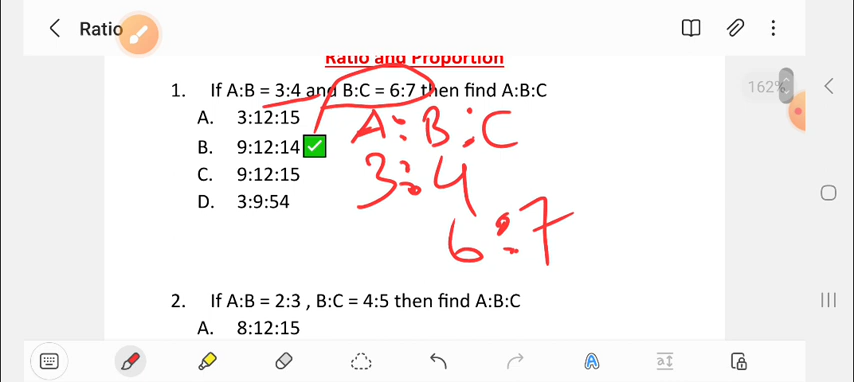 Ratio
Ratio and Proportion
162%
1. If A:B = 3:4 and B:C = 6:7 then find A:B:C
A. 3:12:15
B. 9:12:14
C. 9:12:15
D. 3:9:54
A : B : C
3 : 4
6 : 7
2. If A:B = 2:3 , B:C = 4:5 then find A:B:C
A. 8:12:15